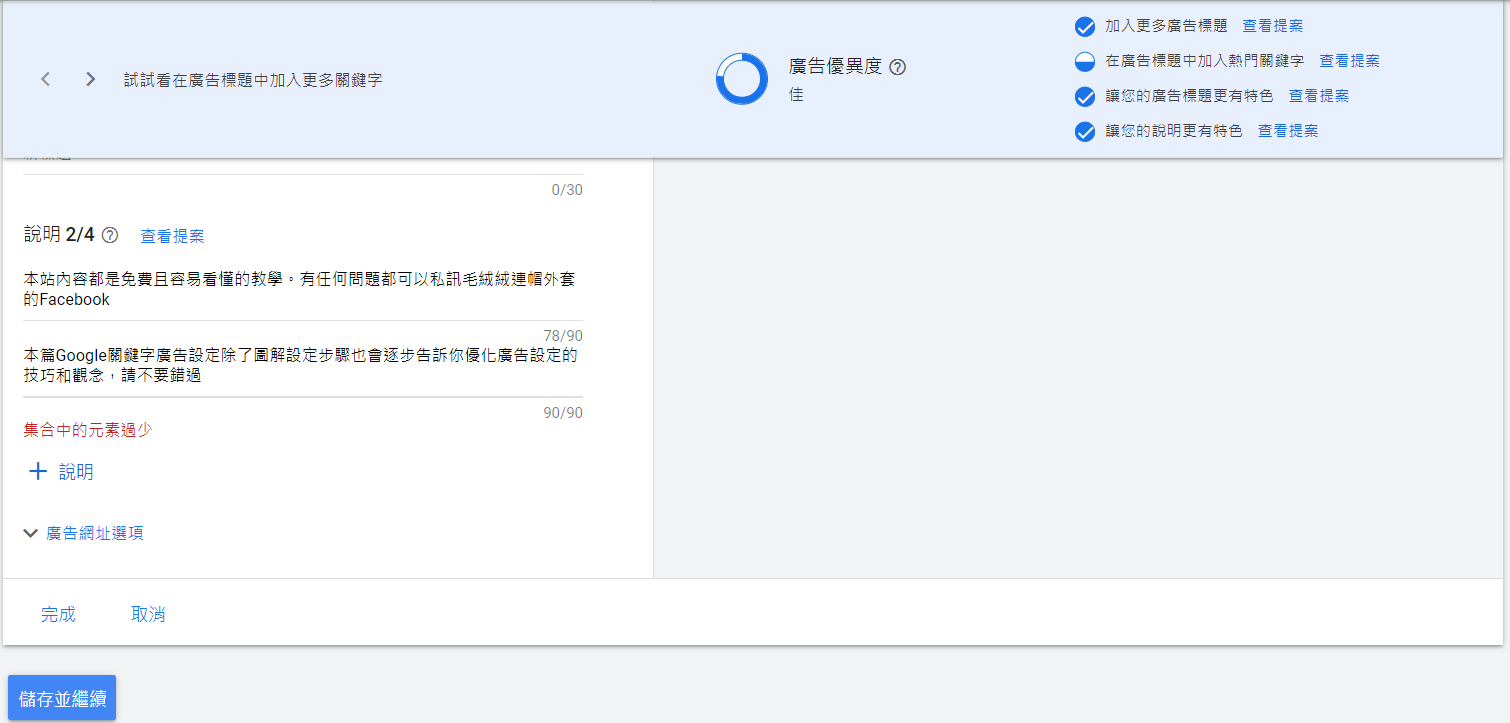 試試看在廣告標題中加入更多關鍵字
廣告優異度
佳
加入更多廣告標題 查看提案
在廣告標題中加入熱門關鍵字 查看提案
讓您的廣告標題更有特色 查看提案
讓您的說明更有特色 查看提案
0/30
說明 2/4 查看提案
本站內容都是免費且容易看懂的教學。有任何問題都可以私訊毛絨絨連帽外套
的Facebook
78/90
本篇Google關鍵字廣告設定除了圖解設定步驟也會逐步告訴你優化廣告設定的
技巧和觀念，請不要錯過
90/90
集合中的元素過少
+ 說明
廣告網址選項
完成 取消
儲存並繼續